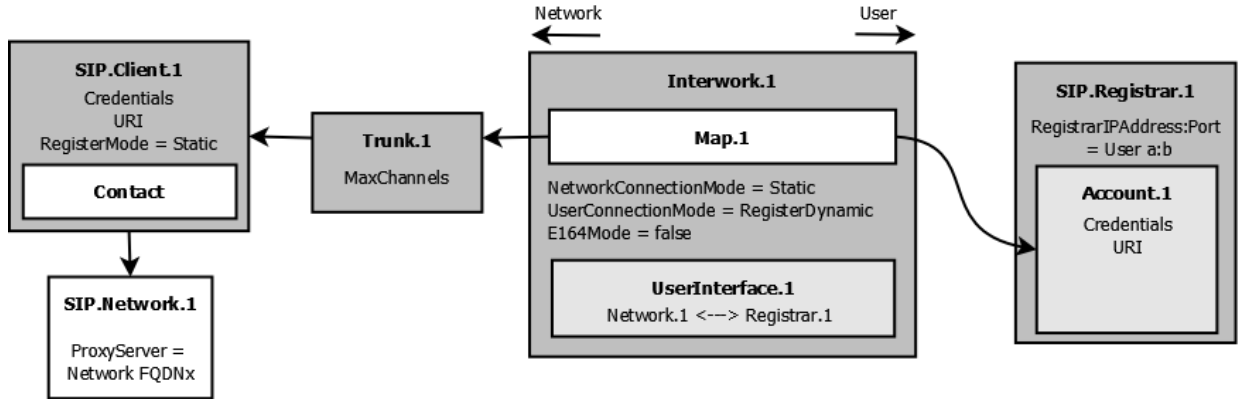 Network
User
SIP.Client.1
Credentials
URI
RegisterMode = Static
Contact
SIP.Network.1
ProxyServer =
Network FQDNx
Trunk.1
MaxChannels
Interwork.1
Map.1
NetworkConnectionMode = Static
UserConnectionMode = RegisterDynamic
E164Mode = false
UserInterface.1
Network.1 <---> Registrar.1
SIP.Registrar.1
RegistrarIPAddress:Port
= User a:b
Account.1
Credentials
URI